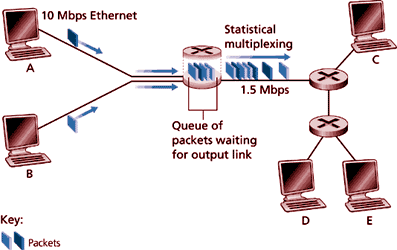 10 Mbps Ethernet
Statistical
multiplexing
A
C
1.5 Mbps
Queue of
packets waiting
for output link
B
D
E
Key:
Packets